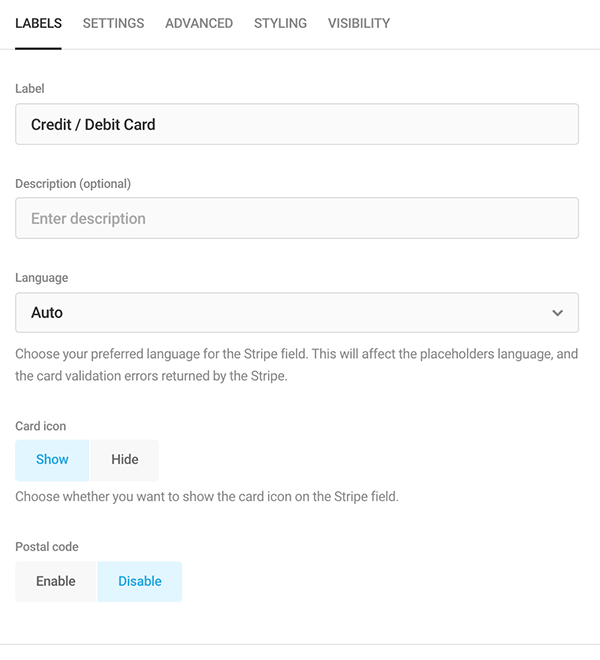 LABELS SETTINGS ADVANCED STYLING VISIBILITY
Label
Credit / Debit Card
Description (optional)
Enter description
Language
Auto
Choose your preferred language for the Stripe field. This will affect the placeholders language, and
the card validation errors returned by the Stripe.
Card icon
Show Hide
Choose whether you want to show the card icon on the Stripe field.
Postal code
Enable Disable